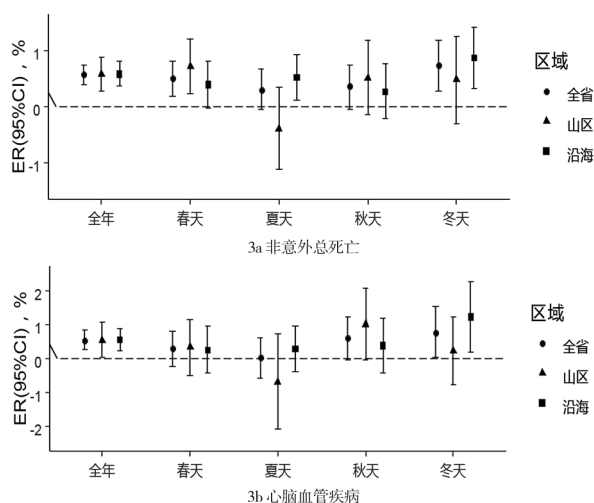 ER(95%CI)，%
1
0
-1
全年
春天
夏天
秋天
冬天
区域
全省
山区
沿海
3a 非意外总死亡
ER(95%CI)，%
2
1
0
-1
-2
全年
春天
夏天
秋天
冬天
区域
全省
山区
沿海
3b 心脑血管疾病